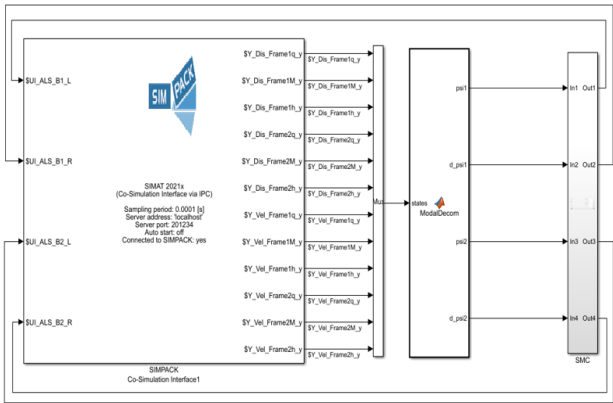 $UI_ALS_B1_L
$UI_ALS_B1_R
$UI_ALS_B2_L
$UI_ALS_B2_R
SIM
PACK
SIMAT 2021x
(Co-Simulation Interface via IPC)
Sampling period: 0.0001 [s]
Server address: 'localhost'
Server port: 201234
Auto start: off
Connected to SIMPACK: yes
$Y_Dis_Frame1q_y
$Y_Dis_Frame1M_y
$Y_Dis_Frame1h_y
$Y_Dis_Frame2q_y
$Y_Dis_Frame2M_y
$Y_Dis_Frame2h_y
$Y_Vel_Frame1q_y
$Y_Vel_Frame1M_y
$Y_Vel_Frame1h_y
$Y_Vel_Frame2q_y
$Y_Vel_Frame2M_y
$Y_Vel_Frame2h_y
SIMPACK
Co-Simulation Interface1
$Y_Dis_Frame1q_y
$Y_Dis_Frame1M_y
$Y_Dis_Frame1h_y
$Y_Dis_Frame2q_y
$Y_Dis_Frame2M_y
$Y_Dis_Frame2h_y
$Y_Vel_Frame1q_y
$Y_Vel_Frame1M_y
$Y_Vel_Frame1h_y
$Y_Vel_Frame2q_y
$Y_Vel_Frame2M_y
$Y_Vel_Frame2h_y
Mux
states
ModalDecom
psi1
d_psi1
psi2
d_psi2
In1 Out1
In2 Out2
In3 Out3
In4 Out4
SMC